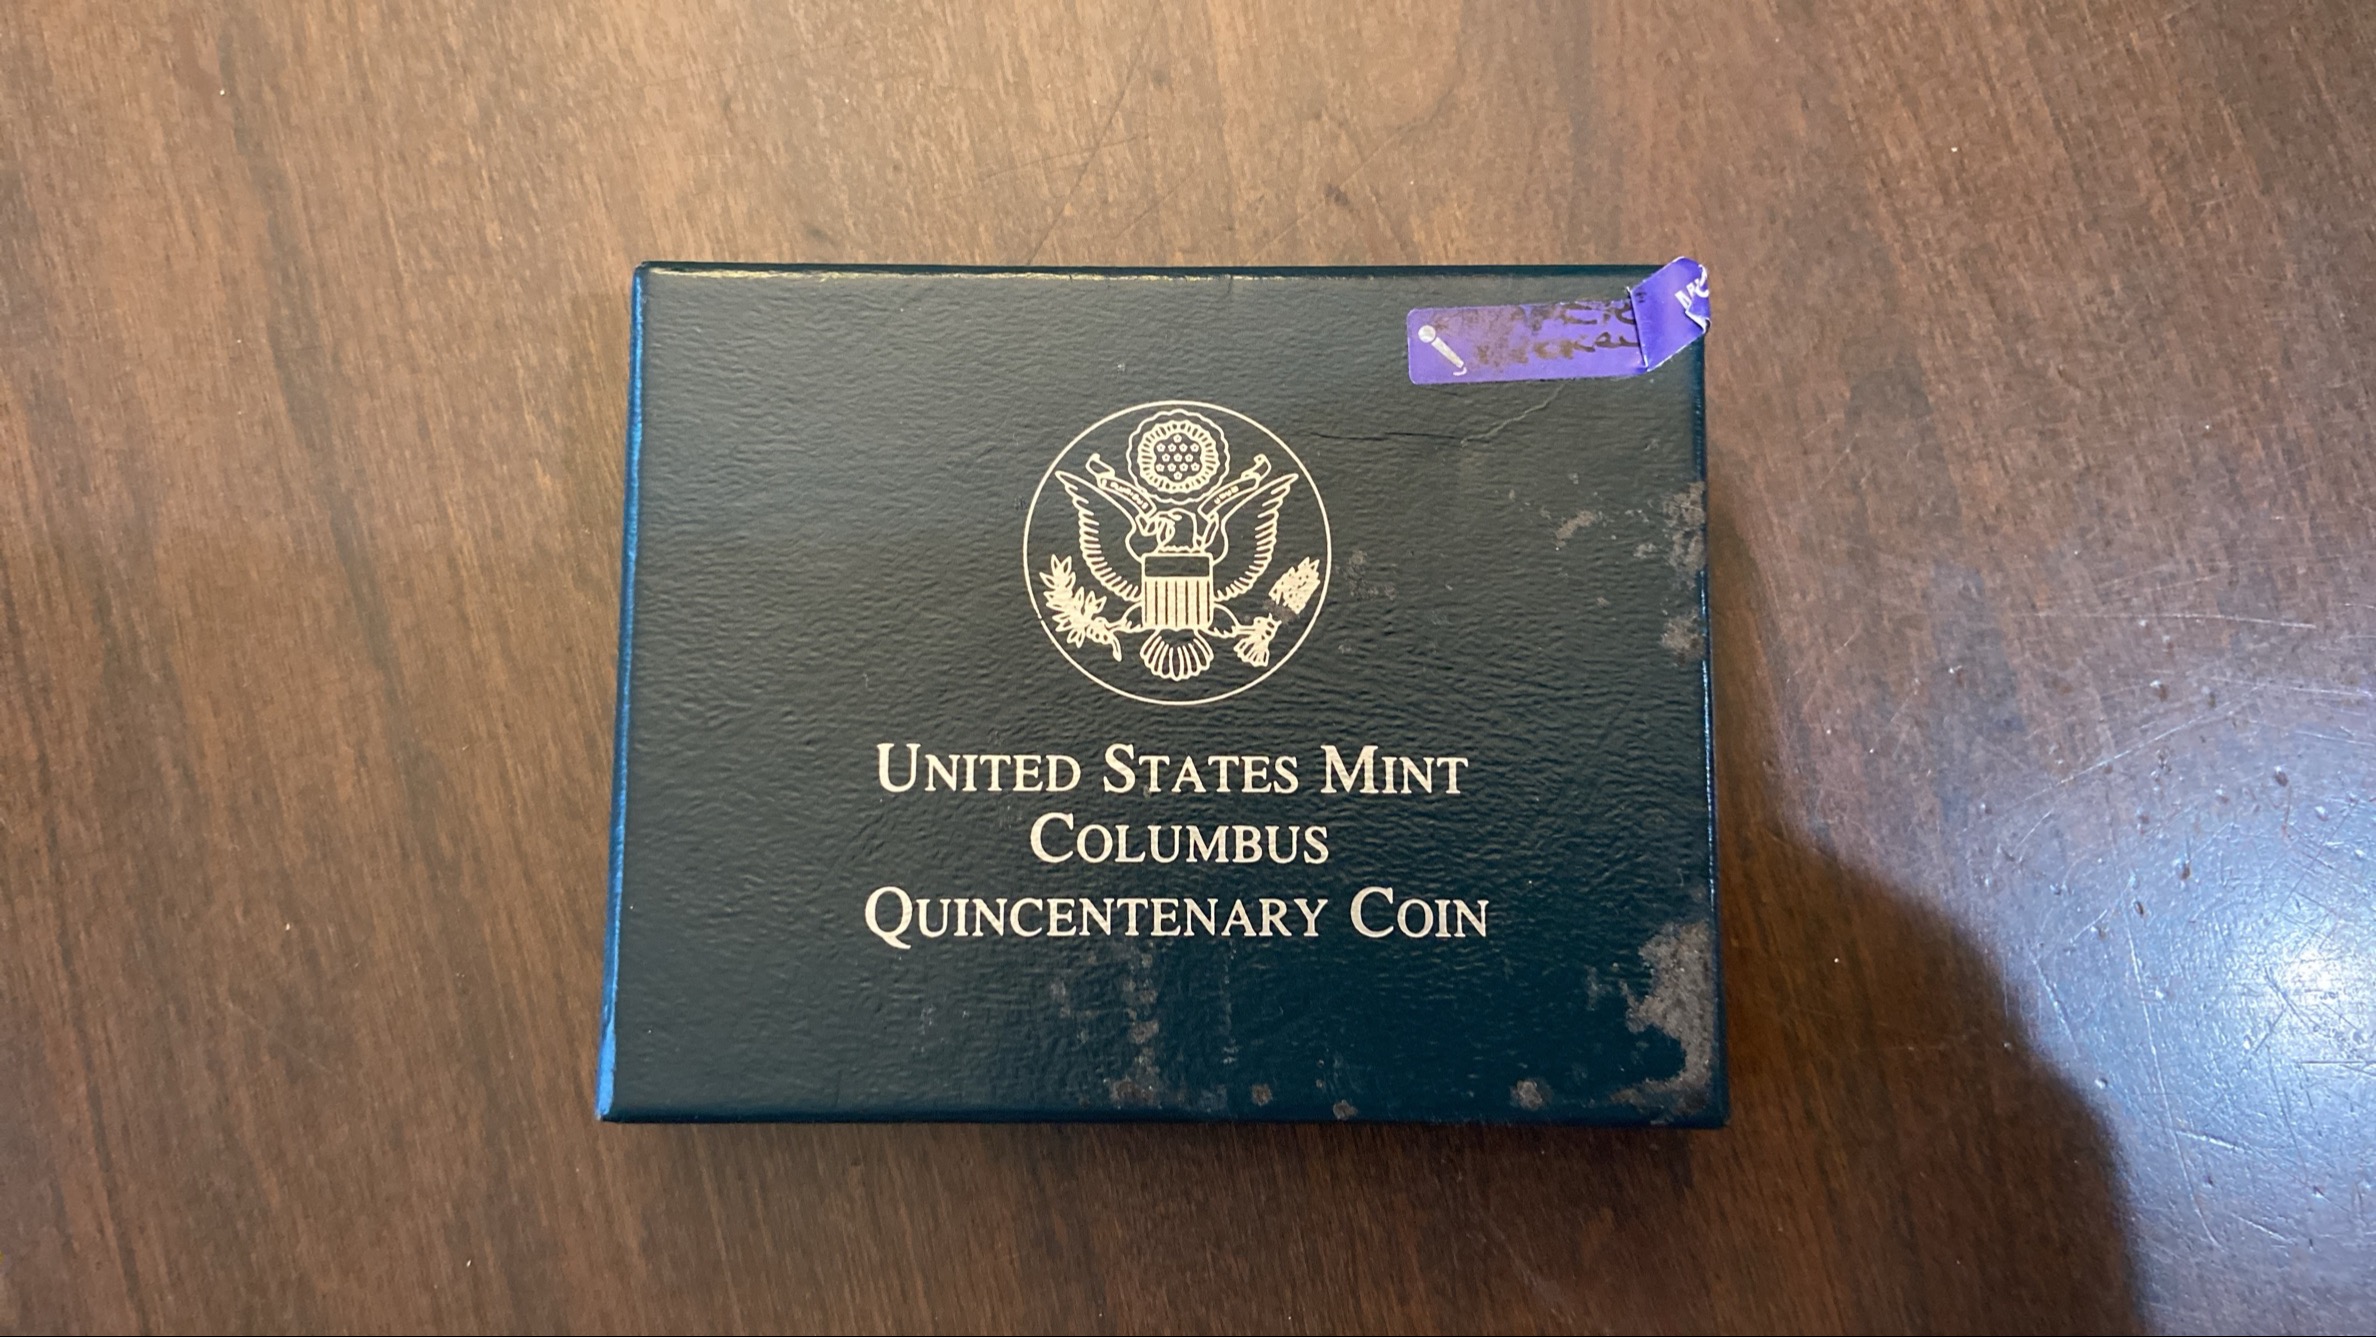 United States Mint
Columbus
Quincentenary Coin